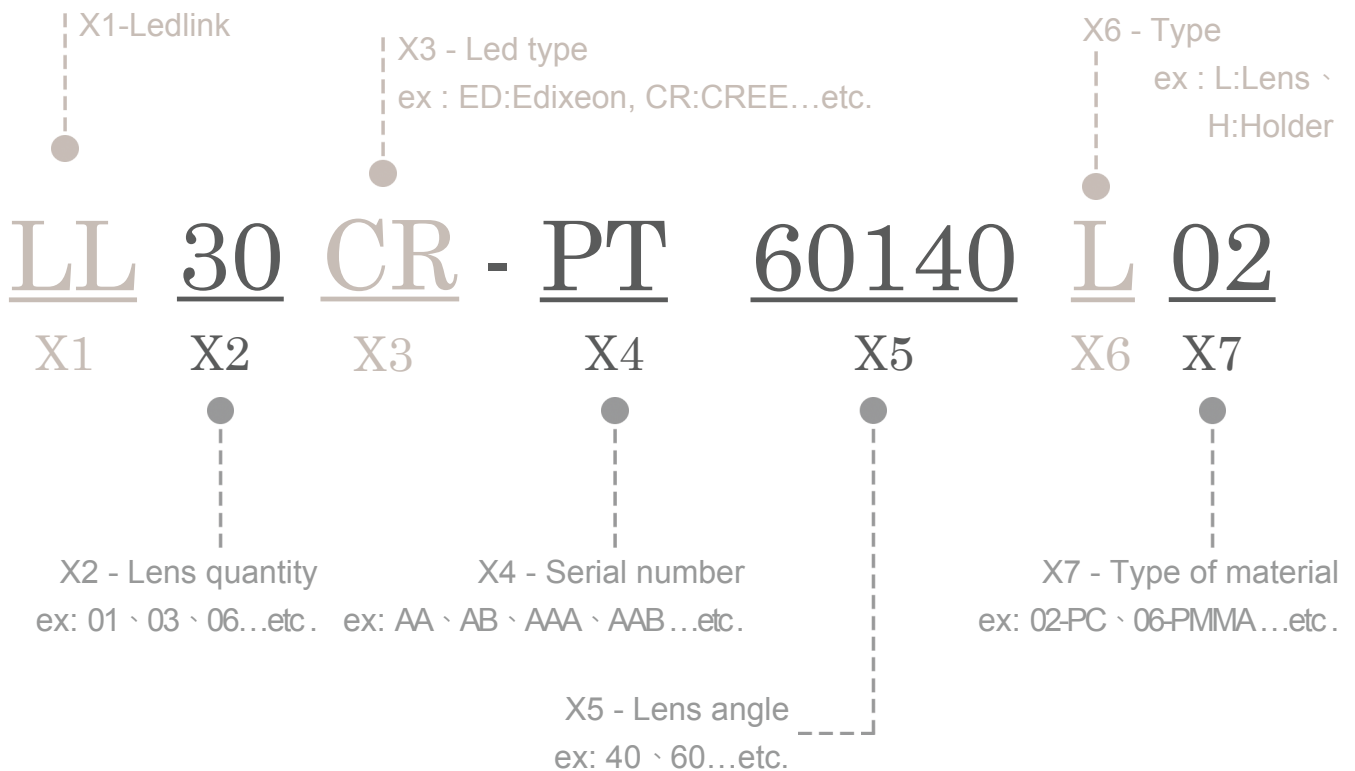 X1-Ledlink
X3 - Led type
ex : ED:Edixeon, CR:CREE…etc.
X6 - Type
ex : L:Lens、
H:Holder
LL 30 CR - PT 60140 L 02
X1 X2 X3 X4 X5 X6 X7
X2 - Lens quantity
ex: 01、03、06…etc.
X4 - Serial number
ex: AA、AB、AAA、AAB…etc.
X7 - Type of material
ex: 02-PC、06-PMMA…etc.
X5 - Lens angle
ex: 40、60…etc.